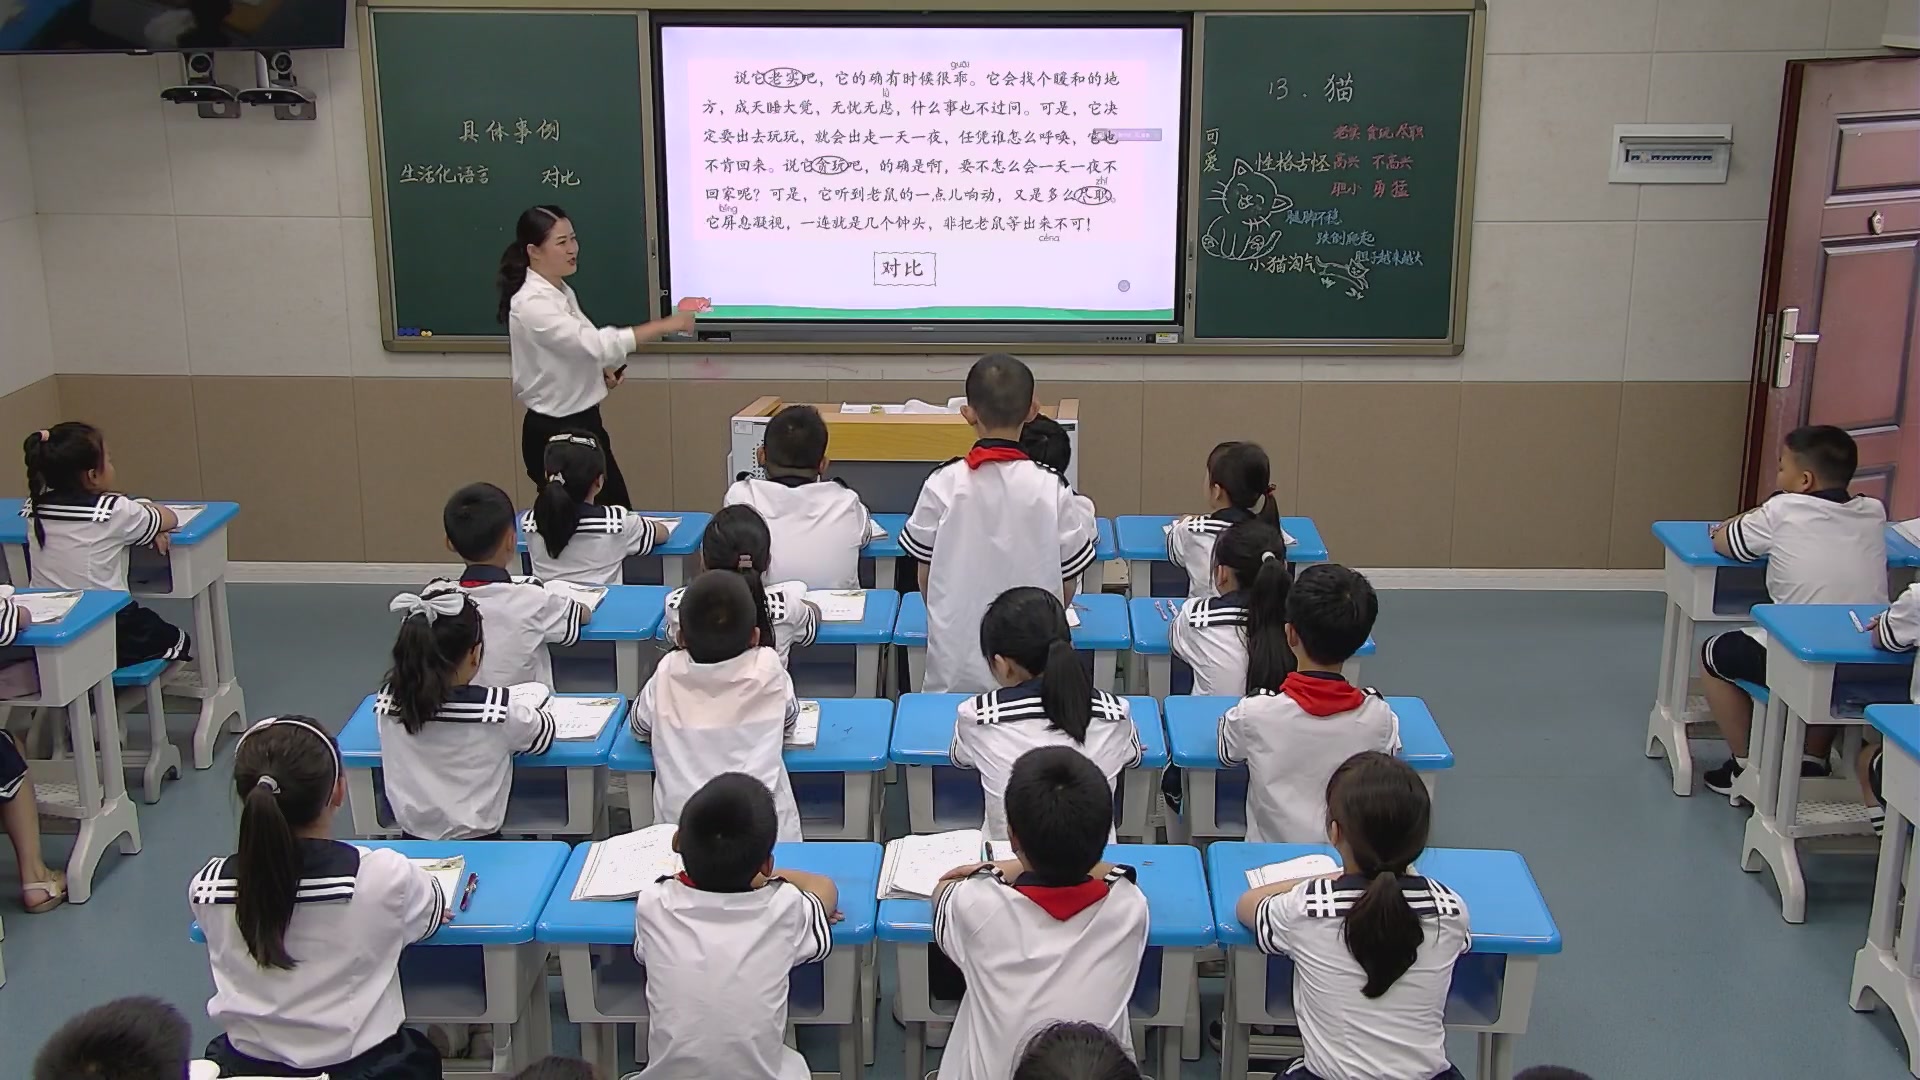 具体事例
生活化语言 对比
guāi
说它老实吧，它的确有时候很乖。它会找个暖和的地
lǜ
方，成天睡大觉，无忧无虑，什么事也不过问。可是，它决
定要出去玩玩，就会出走一天一夜，任凭谁怎么呼唤，它也
不肯回来。说它贪玩吧，的确是啊，要不怎么会一天一夜不
zhí
回家呢？可是，它听到老鼠的一点儿响动，又是多么尽职。
bǐng
它屏息凝视，一连就是几个钟头，非把老鼠等出来不可！
céng
对比
13.猫
可爱
性格古怪
老实 贪玩 尽职
高兴 不高兴
胆小 勇猛
腿脚不稳
跌倒爬起
胆子越来越大
小猫淘气